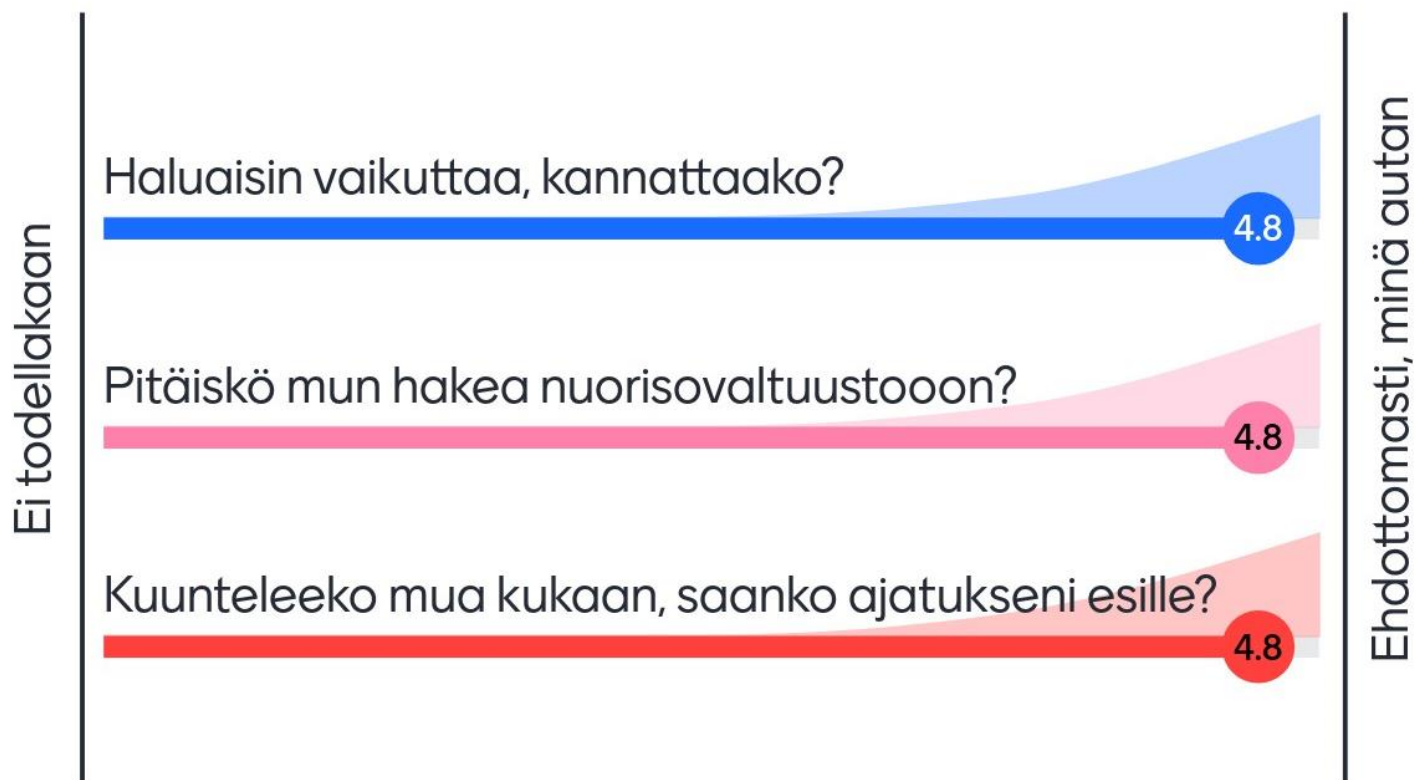 Ei todellakaan
Haluaisin vaikuttaa, kannattaako?
4.8
Pitäiskö mun hakea nuorisovaltuustooon?
4.8
Kuunteleeko mua kukaan, saanko ajatukseni esille?
4.8
Ehdottomasti, minä autan